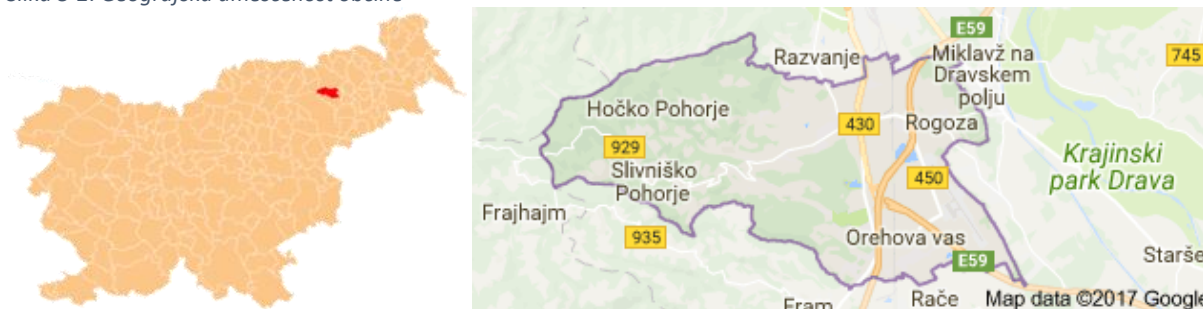 E59
Razvanje
Miklavž na
Dravskem
polju
745
Hočko Pohorje
430
Rogoza
929
Krajinski
park Drava
Slivniško
Pohorje
450
Frajhajm
935
Orehova vas
E59
Starše
Fram
Rače
Map data ©2017 Google